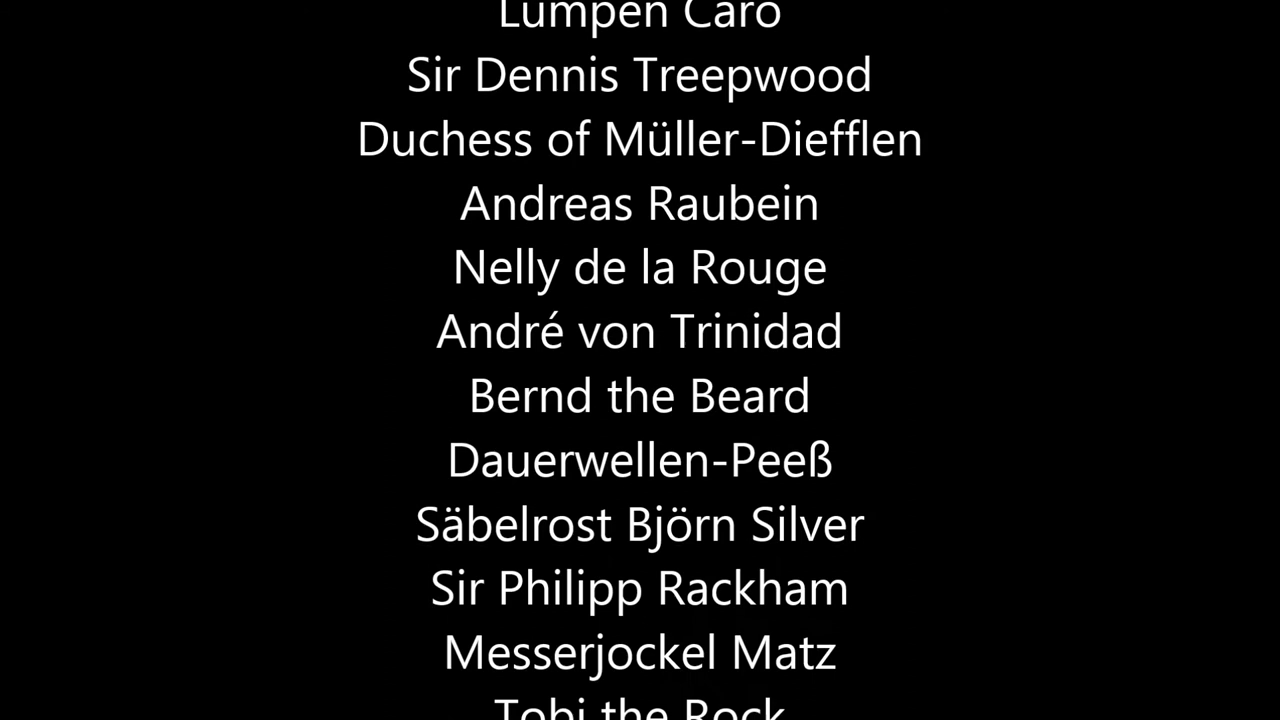 Lumpen Caro
Sir Dennis Treepwood
Duchess of Müller-Diefflen
Andreas Raubein
Nelly de la Rouge
André von Trinidad
Bernd the Beard
Dauerwellen-Peeß
Säbelrost Björn Silver
Sir Philipp Rackham
Messerjockel Matz
Tobi the Rock